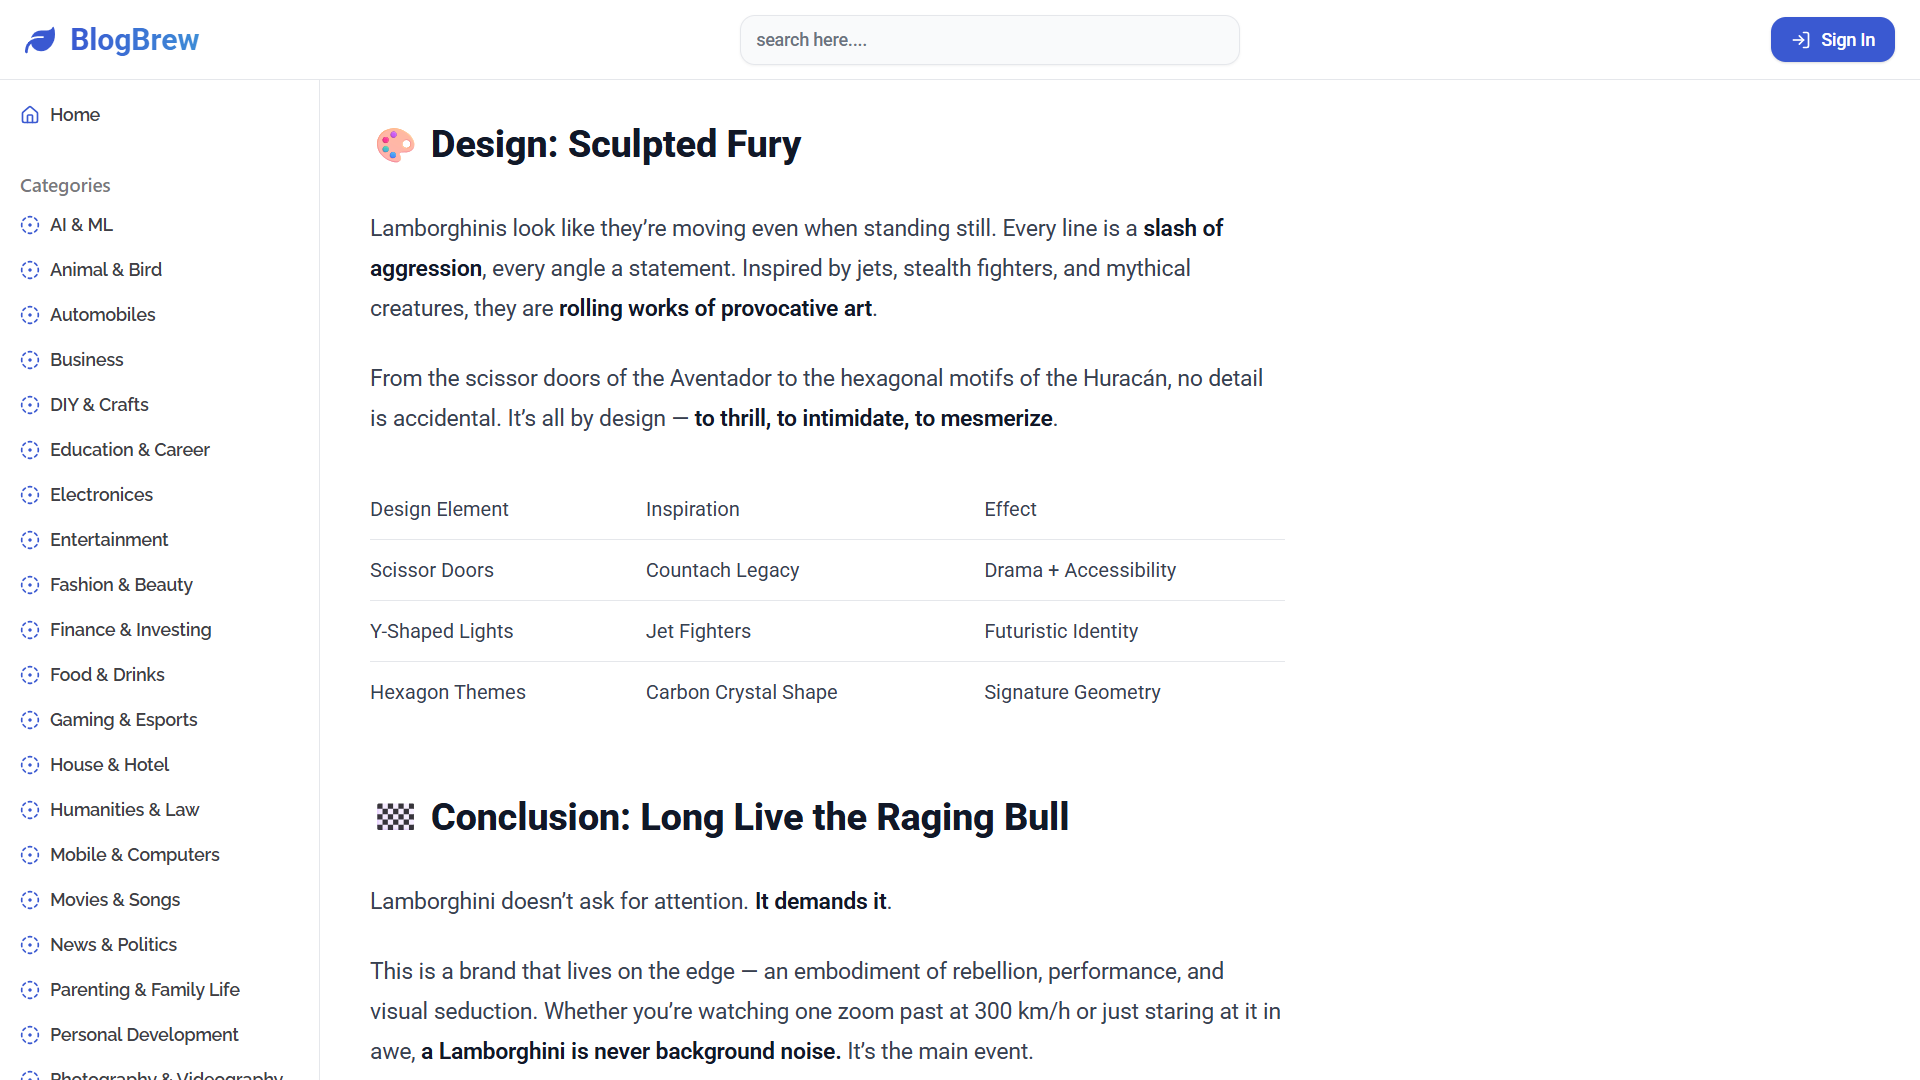 BlogBrew
search here....
Sign In
Home
Categories
AI & ML
Animal & Bird
Automobiles
Business
DIY & Crafts
Education & Career
Electronices
Entertainment
Fashion & Beauty
Finance & Investing
Food & Drinks
Gaming & Esports
House & Hotel
Humanities & Law
Mobile & Computers
Movies & Songs
News & Politics
Parenting & Family Life
Personal Development
Photography & Videography
Design: Sculpted Fury
Lamborghinis look like they’re moving even when standing still. Every line is a slash of
aggression, every angle a statement. Inspired by jets, stealth fighters, and mythical
creatures, they are rolling works of provocative art.
From the scissor doors of the Aventador to the hexagonal motifs of the Huracán, no detail
is accidental. It’s all by design — to thrill, to intimidate, to mesmerize.
Design Element Inspiration Effect
Scissor Doors Countach Legacy Drama + Accessibility
Y-Shaped Lights Jet Fighters Futuristic Identity
Hexagon Themes Carbon Crystal Shape Signature Geometry
Conclusion: Long Live the Raging Bull
Lamborghini doesn’t ask for attention. It demands it.
This is a brand that lives on the edge — an embodiment of rebellion, performance, and
visual seduction. Whether you’re watching one zoom past at 300 km/h or just staring at it in
awe, a Lamborghini is never background noise. It’s the main event.